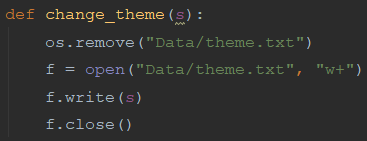 def change_theme(s):
    os.remove("Data/theme.txt")
    f = open("Data/theme.txt", "w+")
    f.write(s)
    f.close()